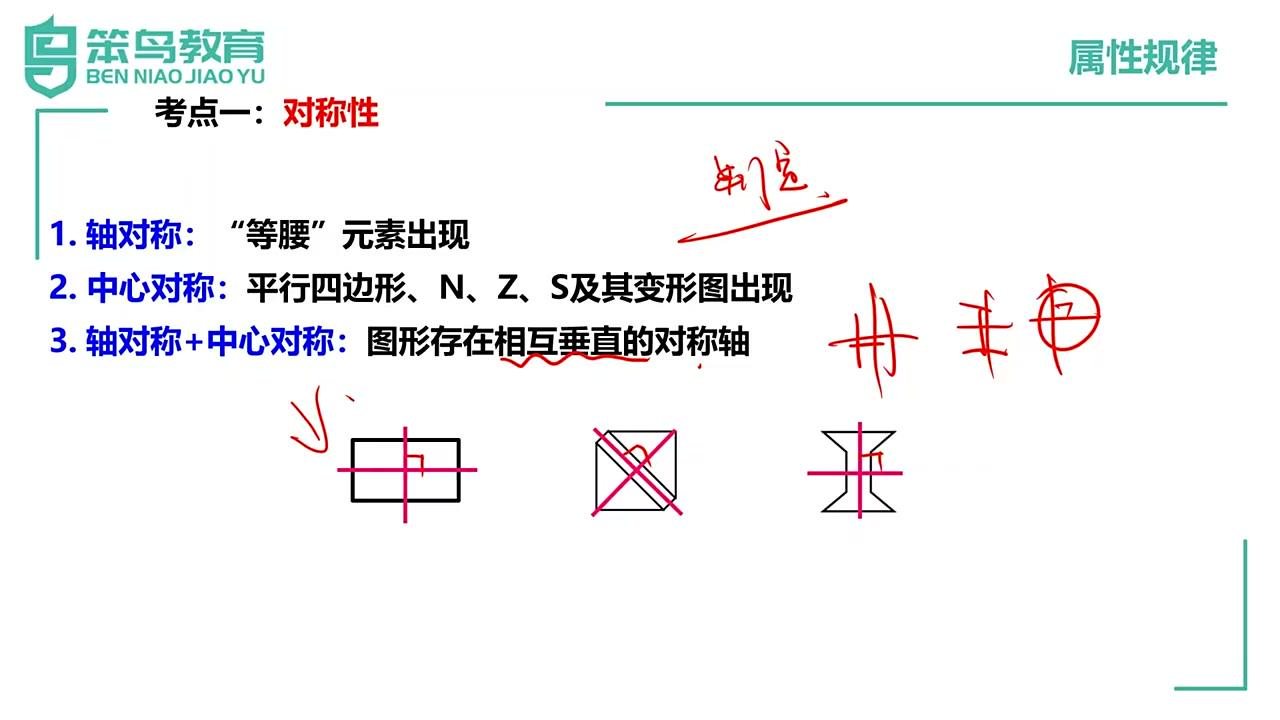 笨鸟教育
BEN NIAO JIAO YU
属性规律
考点一：对称性
1. 轴对称：“等腰”元素出现
2. 中心对称：平行四边形、N、Z、S及其变形图出现
3. 轴对称+中心对称：图形存在相互垂直的对称轴